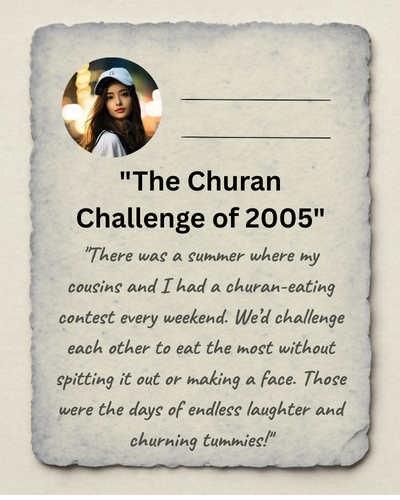 "The Churan
Challenge of 2005"
"There was a summer where my
cousins and I had a churan-eating
contest every weekend. We'd challenge
each other to eat the most without
spitting it out or making a face. Those
were the days of endless laughter and
churning tummies!"